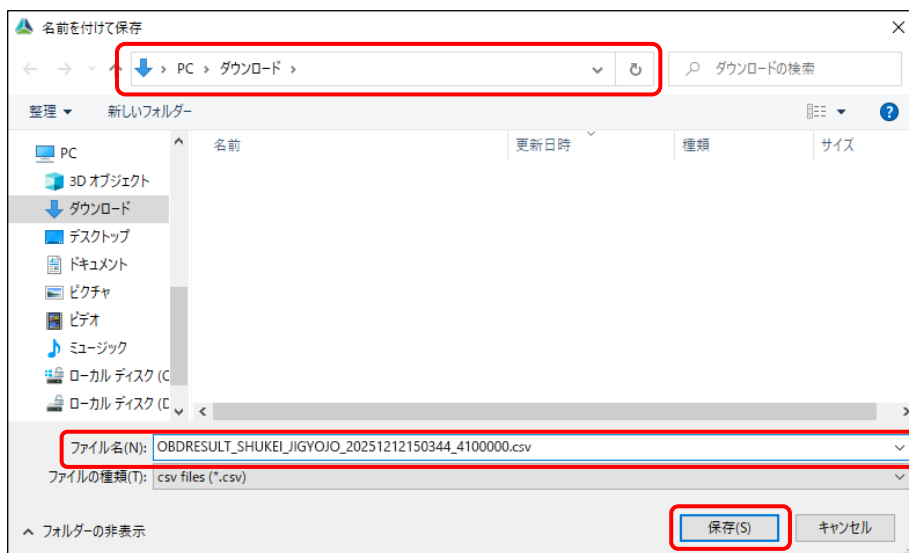 名前を付けて保存
PC › ダウンロード ›
ダウンロードの検索
整理 新しいフォルダー
名前 更新日時 種類 サイズ
PC
3D オブジェクト
ダウンロード
デスクトップ
ドキュメント
ピクチャ
ビデオ
ミュージック
ローカル ディスク (C
ローカル ディスク (D
ファイル名(N): OBDRESULT_SHUKEI_JIGYOJO_20251212150344_4100000.csv
ファイルの種類(T): csv files (*.csv)
フォルダーの非表示 保存(S) キャンセル